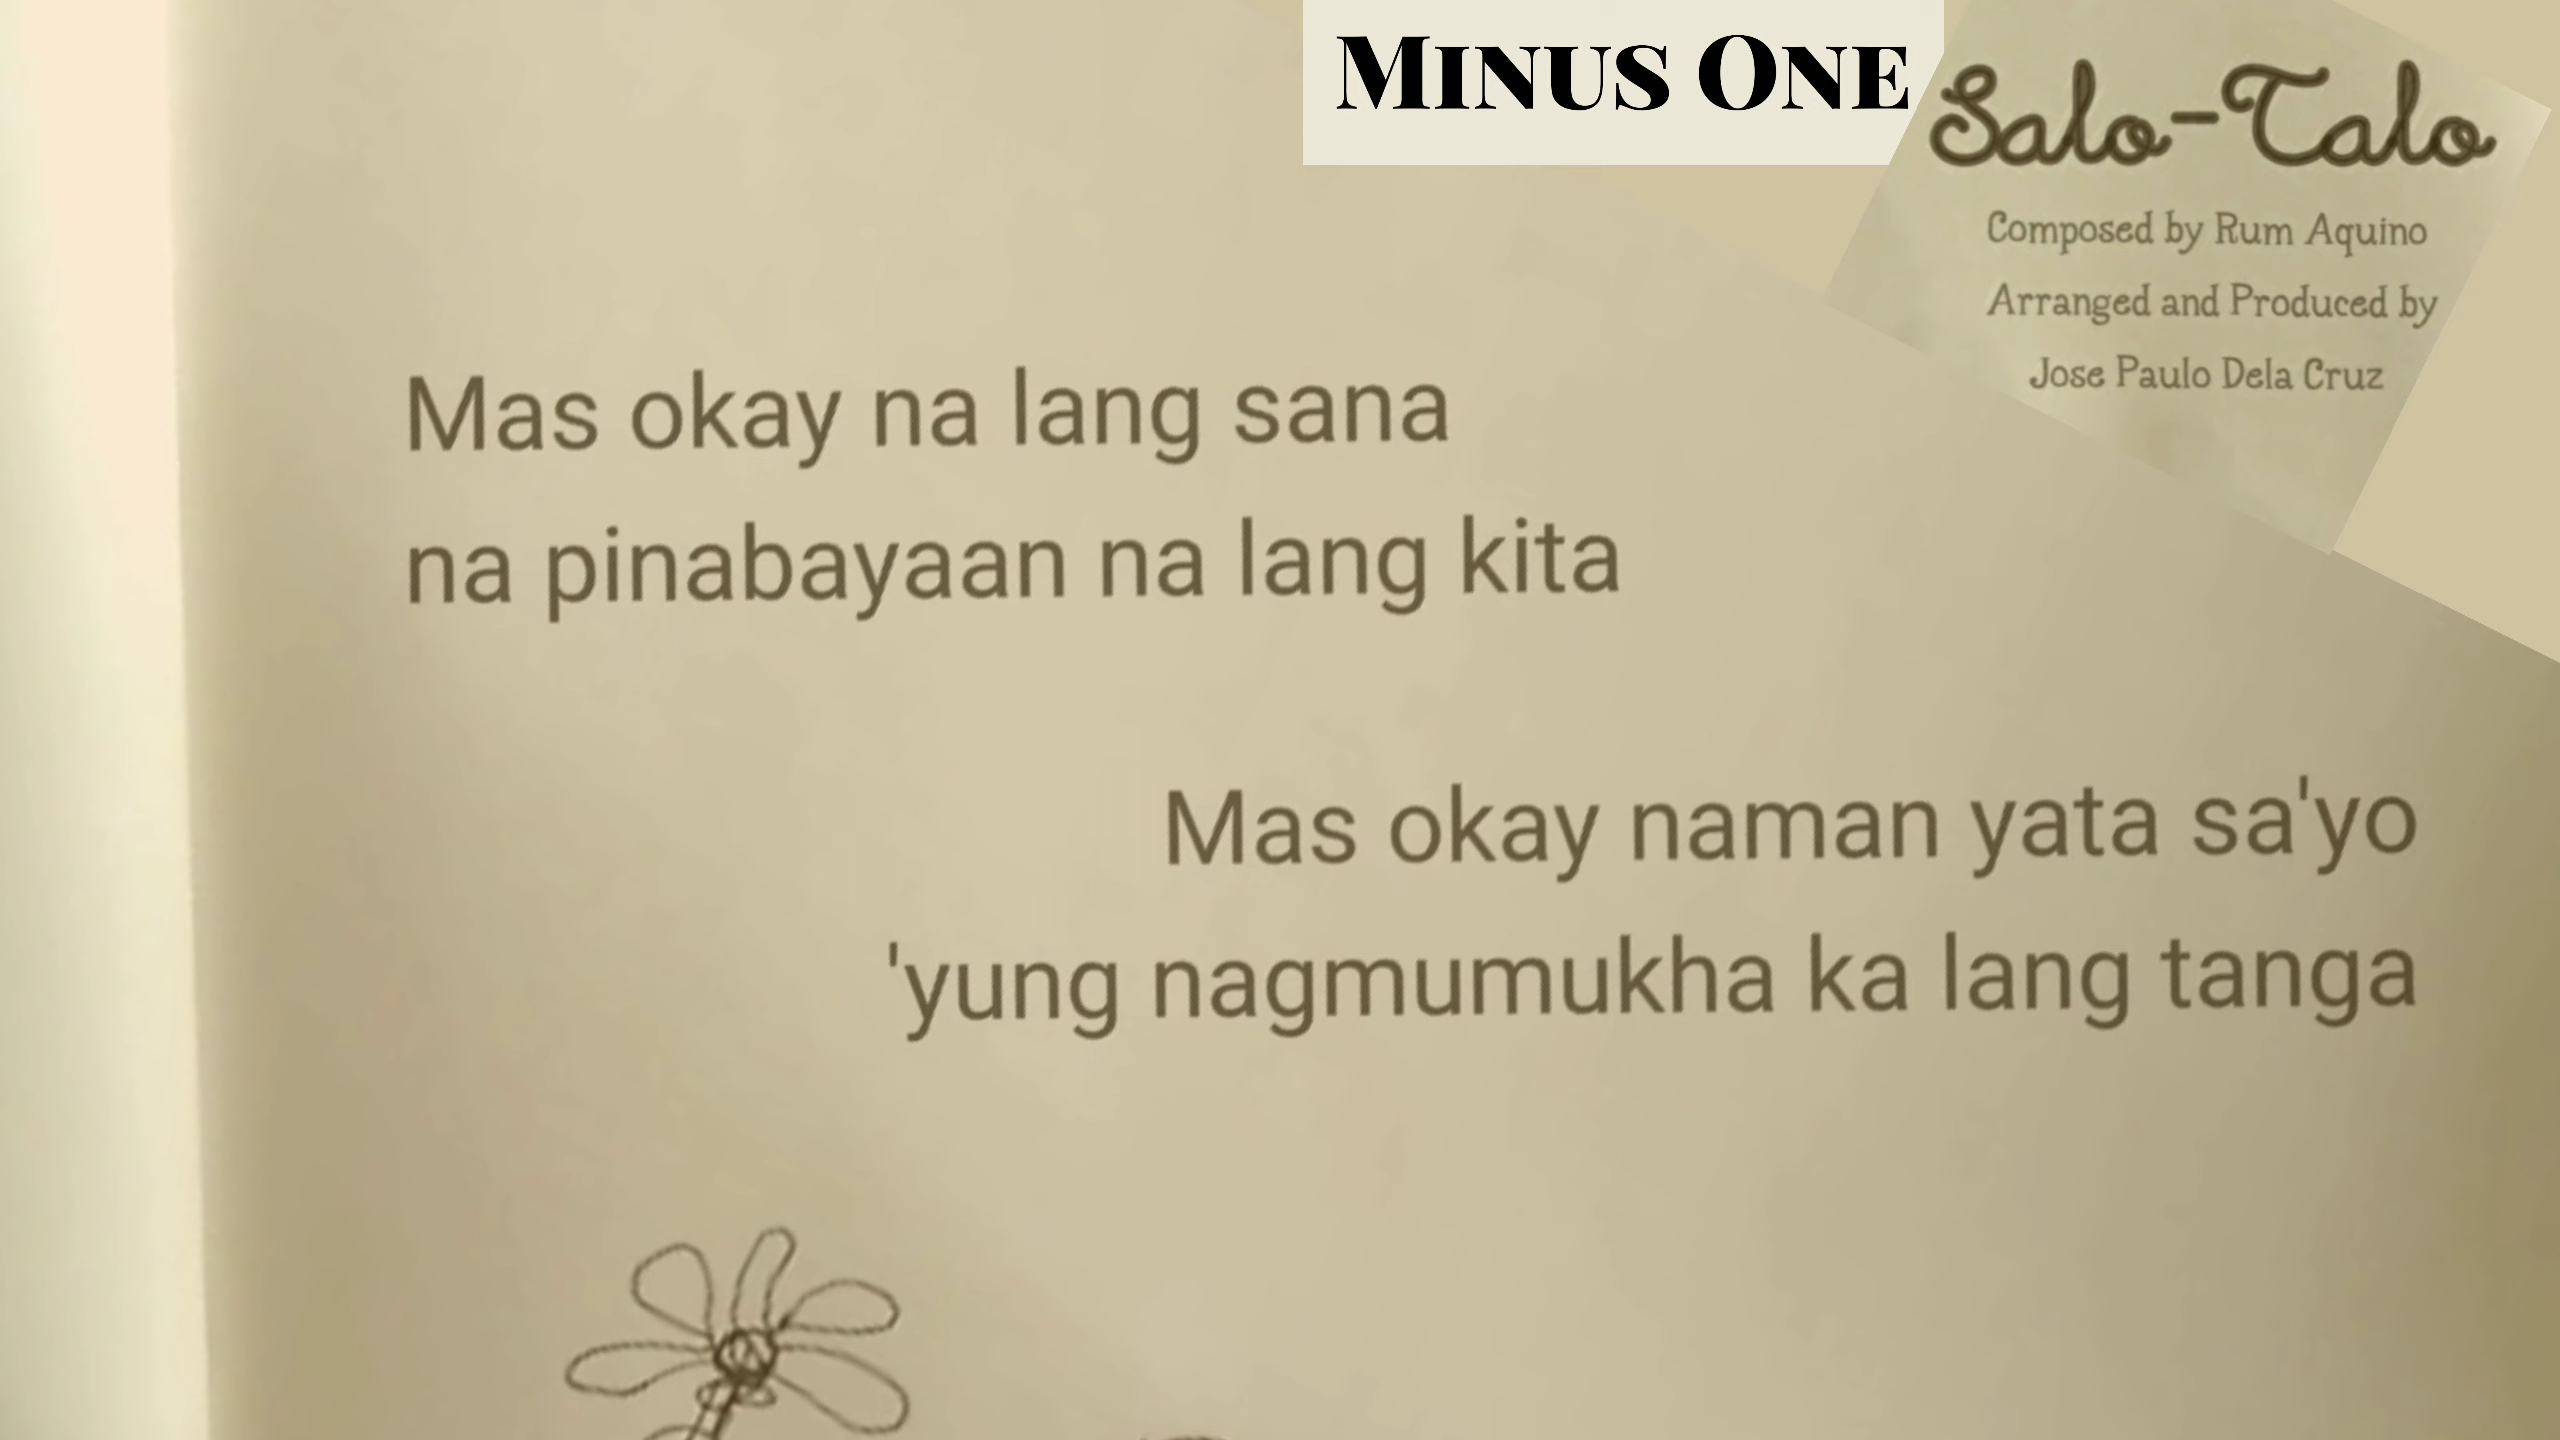 MINUS ONE
Salo-Talo
Composed by Rum Aquino
Arranged and Produced by
Jose Paulo Dela Cruz
Mas okay na lang sana
na pinabayaan na lang kita
Mas okay naman yata sa'yo
'yung nagmumukha ka lang tanga